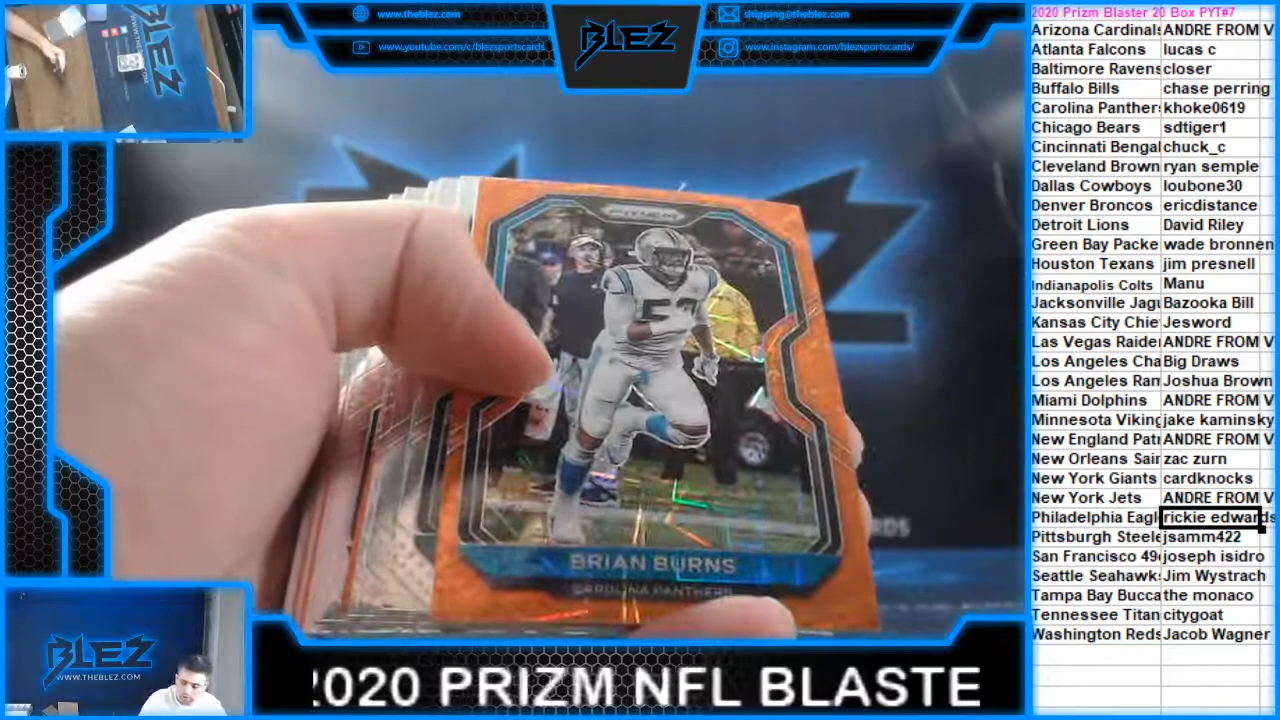 www.theblez.com
shipping@theblez.com
www.youtube.com/c/blezsportscards
www.instagram.com/blezsportscards/
BLEZ
2020 Prizm Blaster 20 Box PYT#7
Arizona Cardinals ANDRE FROM V
Atlanta Falcons lucas c
Baltimore Ravens closer
Buffalo Bills chase perring
Carolina Panthers khoke0619
Chicago Bears sdtiger1
Cincinnati Bengal chuck_c
Cleveland Brown ryan semple
Dallas Cowboys loubone30
Denver Broncos ericdistance
Detroit Lions David Riley
Green Bay Packe wade bronnen
Houston Texans jim presnell
Indianapolis Colts Manu
Jacksonville Jagu Bazooka Bill
Kansas City Chie Jesword
Las Vegas Raider ANDRE FROM V
Los Angeles Cha Big Draws
Los Angeles Ram Joshua Brown
Miami Dolphins ANDRE FROM V
Minnesota Viking jake kaminsky
New England Patr ANDRE FROM V
New Orleans Sain zac zurn
New York Giants cardknocks
New York Jets ANDRE FROM V
Philadelphia Eagle rickie edwards
Pittsburgh Steele jsamm422
San Francisco 49e joseph isidro
Seattle Seahawks Jim Wystrach
Tampa Bay Bucca the monaco
Tennessee Titan citygoat
Washington Reds Jacob Wagner
PRIZM
BRIAN BURNS
CAROLINA PANTHERS
BLEZ
WWW.THEBLEZ.COM
2020 PRIZM NFL BLASTE